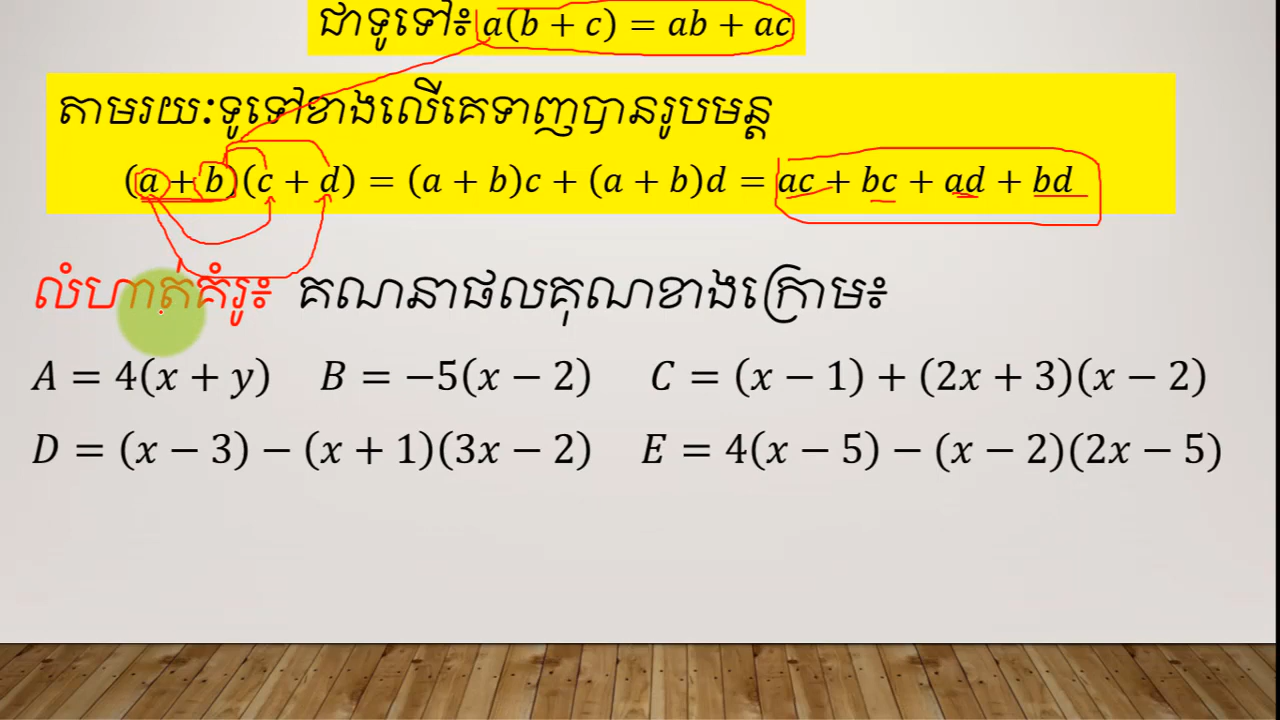 ជាទូទៅ៖ a(b + c) = ab + ac
តាមរយៈទូទៅខាងលើគេទាញបានរូបមន្ត
(a + b)(c + d) = (a + b)c + (a + b)d = ac + bc + ad + bd
លំហាត់គំរូ៖ គណនាផលគុណខាងក្រោម៖
A = 4(x + y) B = −5(x − 2) C = (x − 1) + (2x + 3)(x − 2)
D = (x − 3) − (x + 1)(3x − 2) E = 4(x − 5) − (x − 2)(2x − 5)